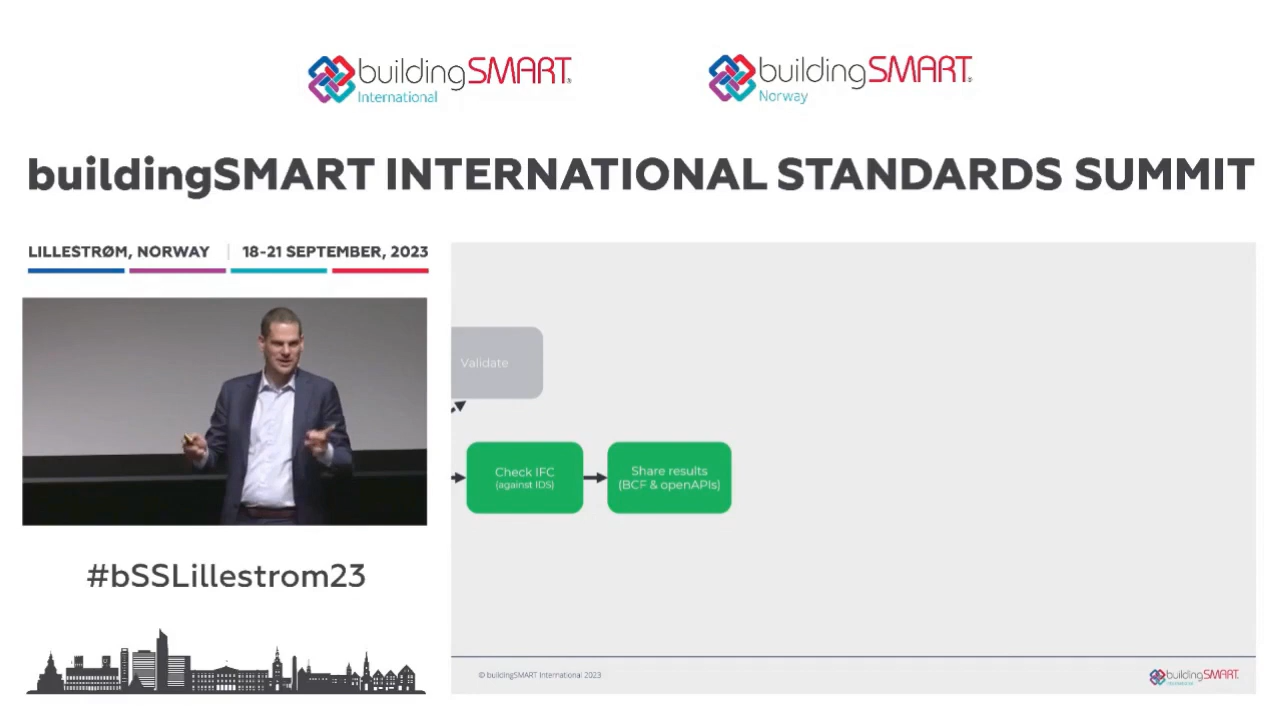 buildingSMART®
International
buildingSMART®
Norway
buildingSMART INTERNATIONAL STANDARDS SUMMIT
LILLESTRØM, NORWAY | 18-21 SEPTEMBER, 2023
Validate
Check IFC
(against IDS)
Share results
(BCF & openAPIs)
#bSSLillestrom23
© buildingSMART International 2023
buildingSMART®
International